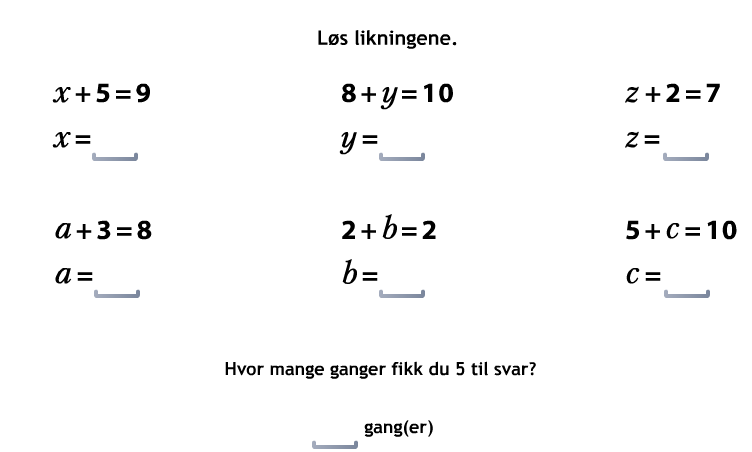 Løs likningene.
x+5=9 8+y=10 z+2=7
x= y= z=
a+3=8 2+b=2 5+c=10
a= b= c=
Hvor mange ganger fikk du 5 til svar?
gang(er)